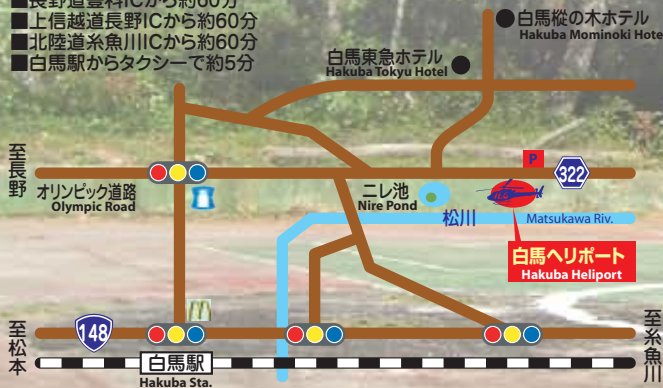 ■長野道豊科ICから約60分
■上信越道長野ICから約60分
■北陸道糸魚川ICから約60分
■白馬駅からタクシーで約5分
白馬樅の木ホテル
Hakuba Mominoki Hote
白馬東急ホテル
Hakuba Tokyu Hotel
至長野
P
322
オリンピック道路
Olympic Road
ニレ池
Nire Pond
松川
Matsukawa Riv.
白馬ヘリポート
Hakuba Heliport
至松本
148
至糸魚川
白馬駅
Hakuba Sta.